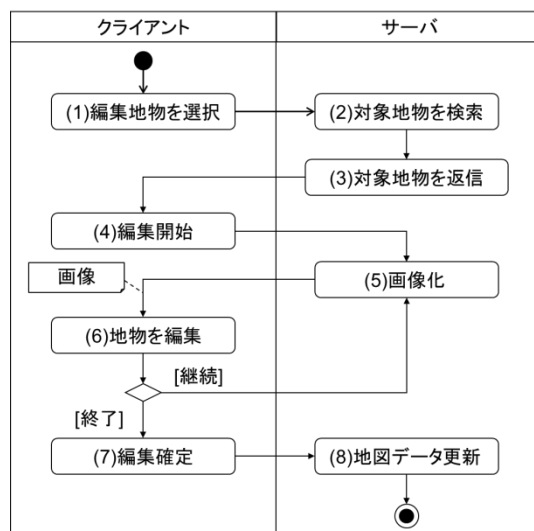 クライアント
サーバ
(1)編集地物を選択
(2)対象地物を検索
(3)対象地物を返信
(4)編集開始
画像
(5)画像化
(6)地物を編集
[継続]
[終了]
(7)編集確定
(8)地図データ更新